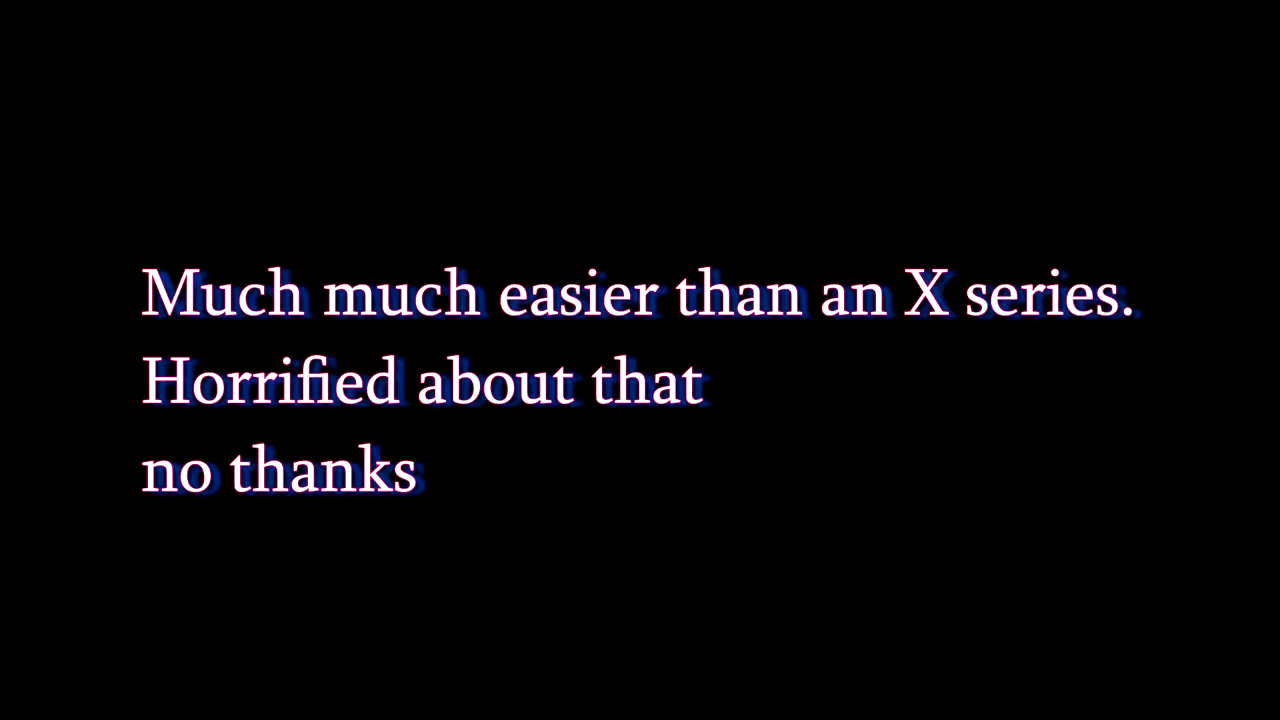 Much much easier than an X series.
Horrified about that
no thanks